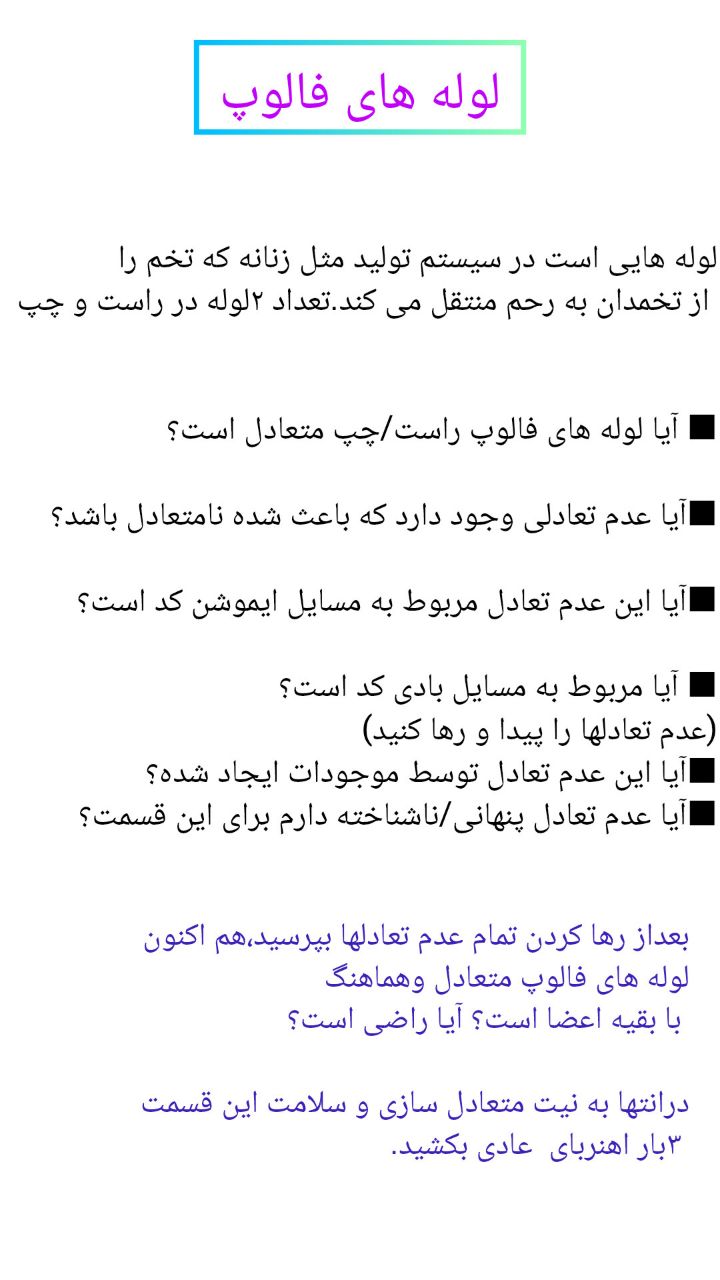 لوله های فالوپ
لوله هایی است در سیستم تولید مثل زنانه که تخم را
از تخمدان به رحم منتقل می کند.تعداد ۲لوله در راست و چپ
■ آیا لوله های فالوپ راست/چپ متعادل است؟
■آیا عدم تعادلی وجود دارد که باعث شده نامتعادل باشد؟
■آیا این عدم تعادل مربوط به مسایل ایموشن کد است؟
■ آیا مربوط به مسایل بادی کد است؟
(عدم تعادلها را پیدا و رها کنید)
■آیا این عدم تعادل توسط موجودات ایجاد شده؟
■آیا عدم تعادل پنهانی/ناشناخته دارم برای این قسمت؟
بعداز رها کردن تمام عدم تعادلها بپرسید،هم اکنون
لوله های فالوپ متعادل وهماهنگ
با بقیه اعضا است؟ آیا راضی است؟
درانتها به نیت متعادل سازی و سلامت این قسمت
۳بار اهنربای  عادی بکشید.